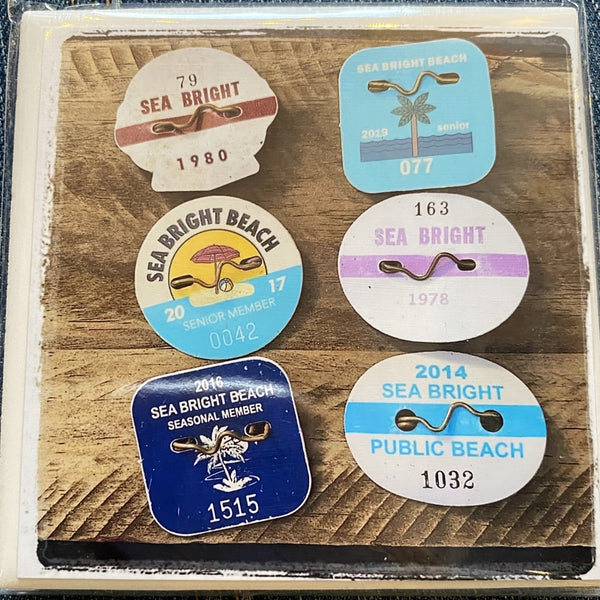 79
SEA BRIGHT
1980
SEA BRIGHT BEACH
2019 senior
077
SEA BRIGHT BEACH
20 17
SENIOR MEMBER
0042
163
SEA BRIGHT
1978
2016
SEA BRIGHT BEACH
SEASONAL MEMBER
1515
2014
SEA BRIGHT
PUBLIC BEACH
1032